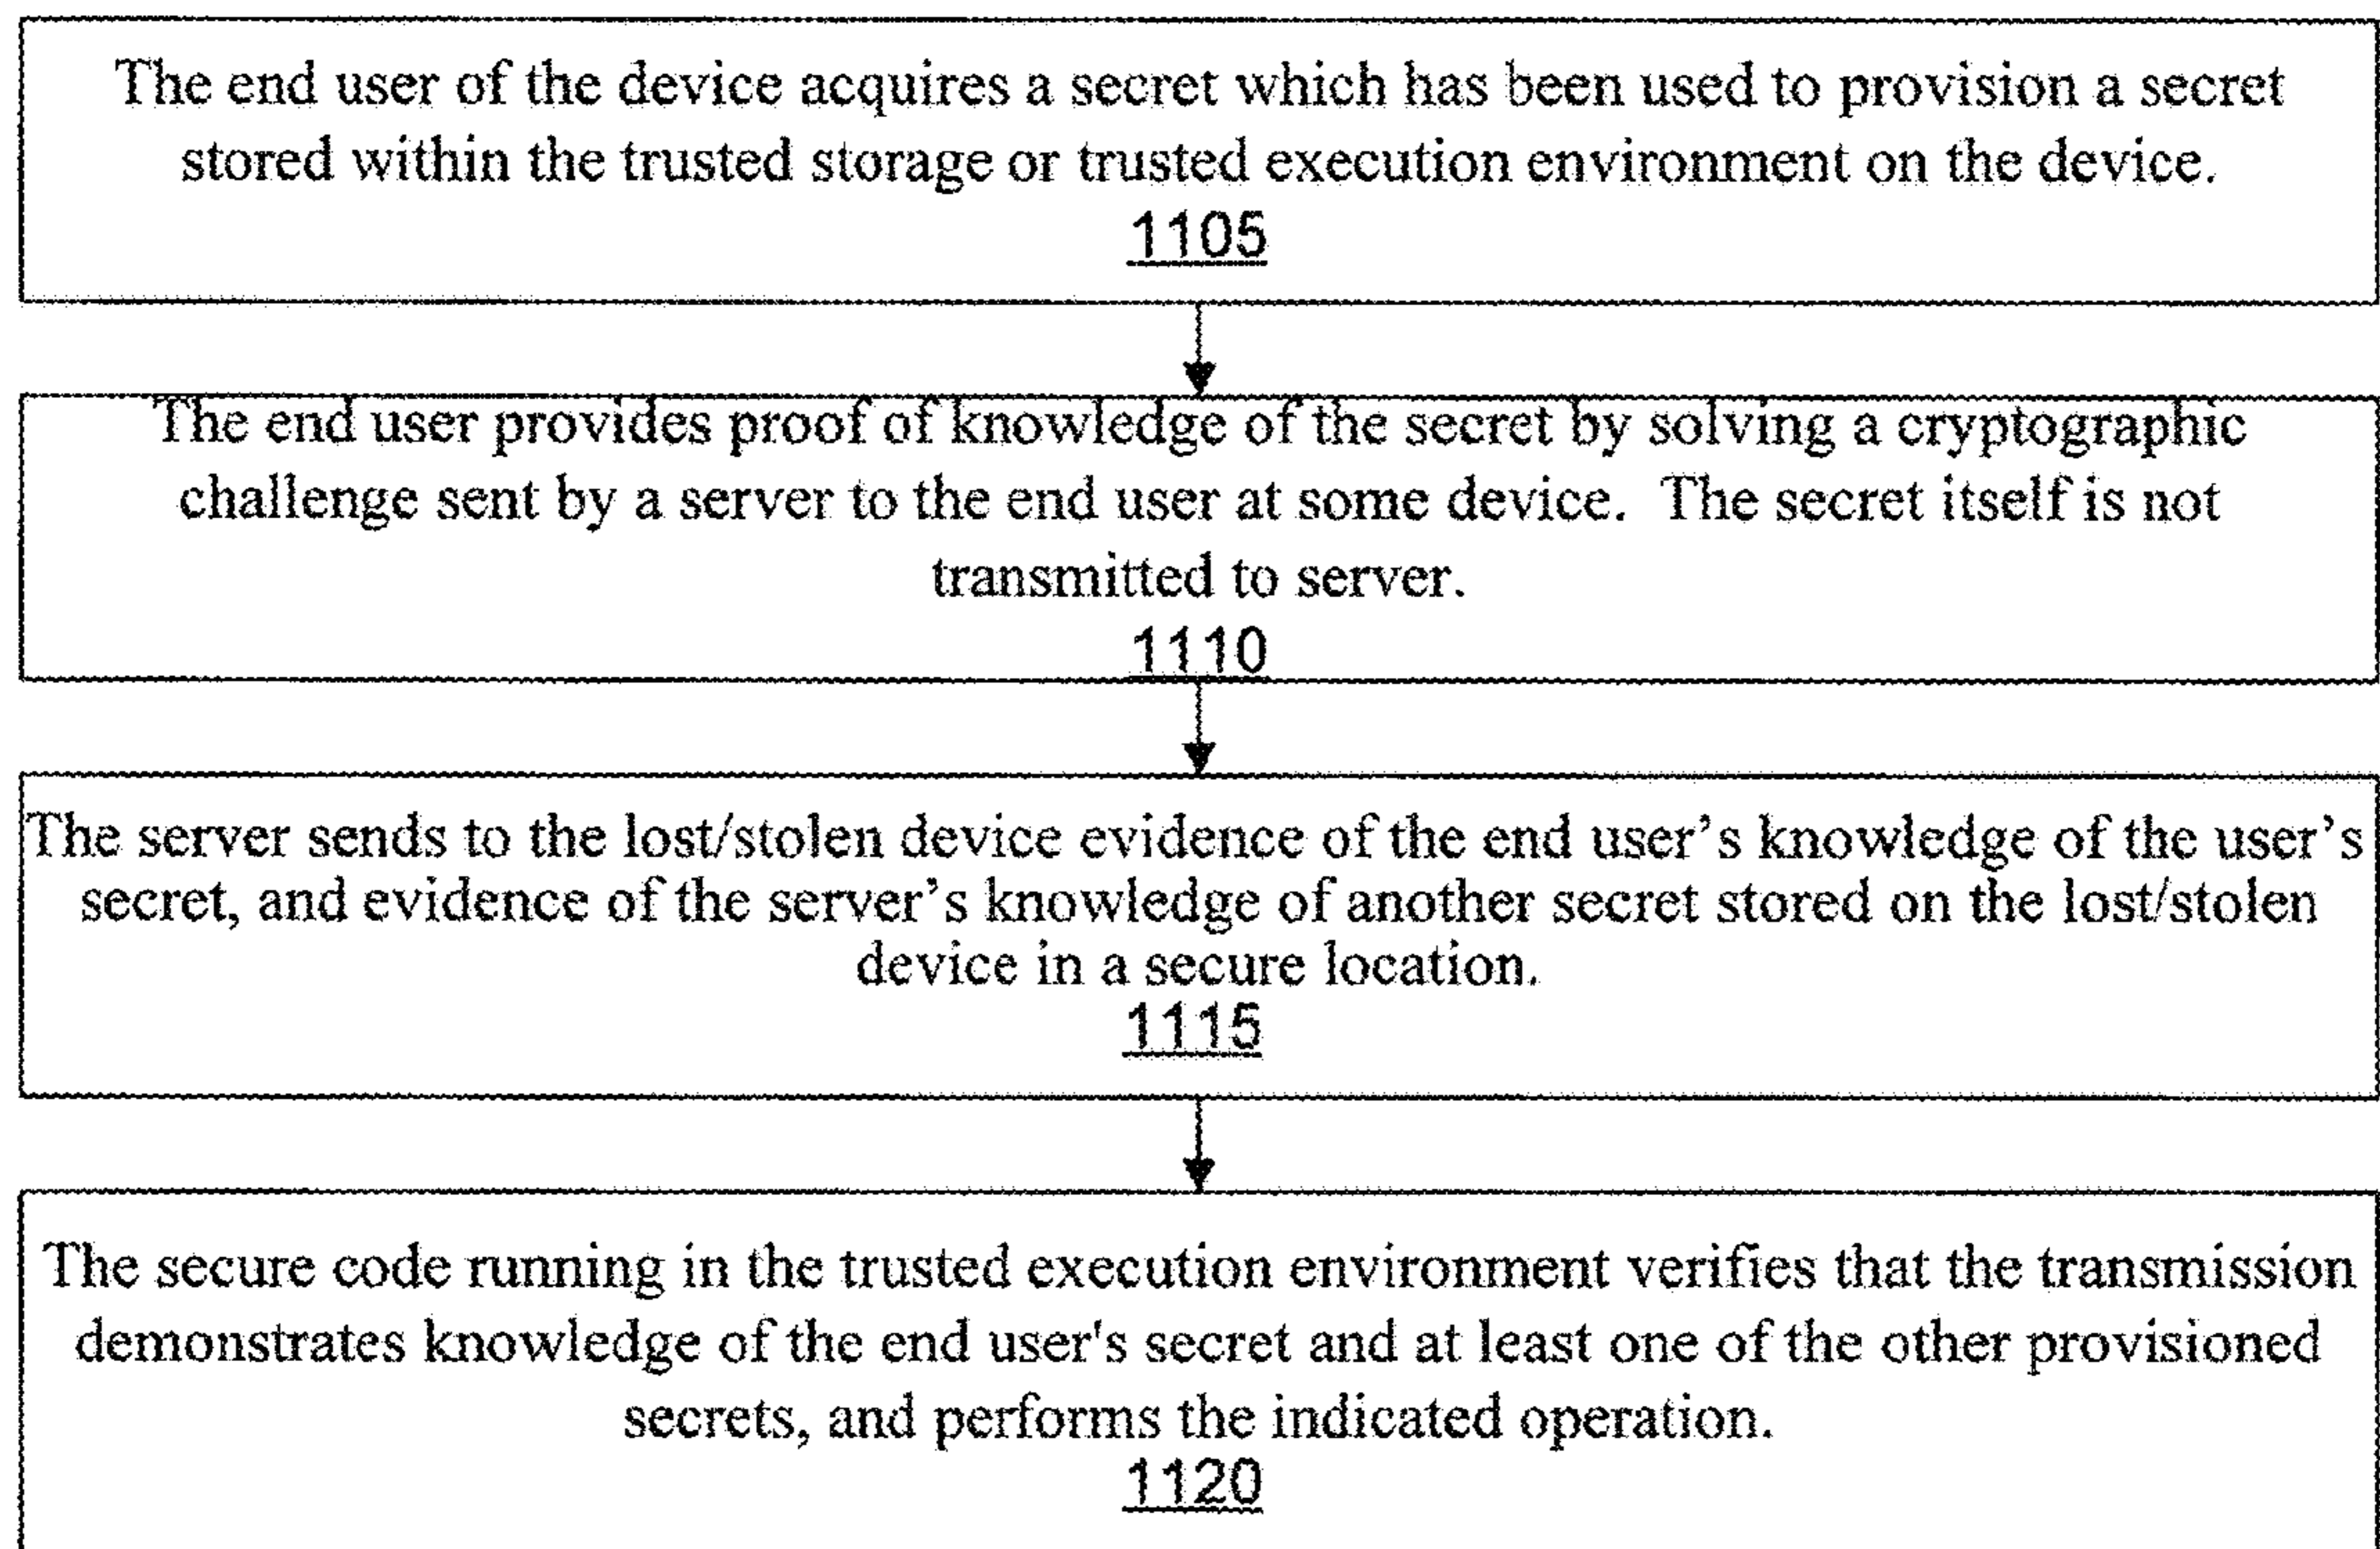 The end user of the device acquires a secret which has been used to provision a secret
stored within the trusted storage or trusted execution environment on the device.
1105
The end user provides proof of knowledge of the secret by solving a cryptographic
challenge sent by a server to the end user at some device. The secret itself is not
transmitted to server.
1110
The server sends to the lost/stolen device evidence of the end user’s knowledge of the user’s
secret, and evidence of the server’s knowledge of another secret stored on the lost/stolen
device in a secure location.
1115
The secure code running in the trusted execution environment verifies that the transmission
demonstrates knowledge of the end user's secret and at least one of the other provisioned
secrets, and performs the indicated operation.
1120